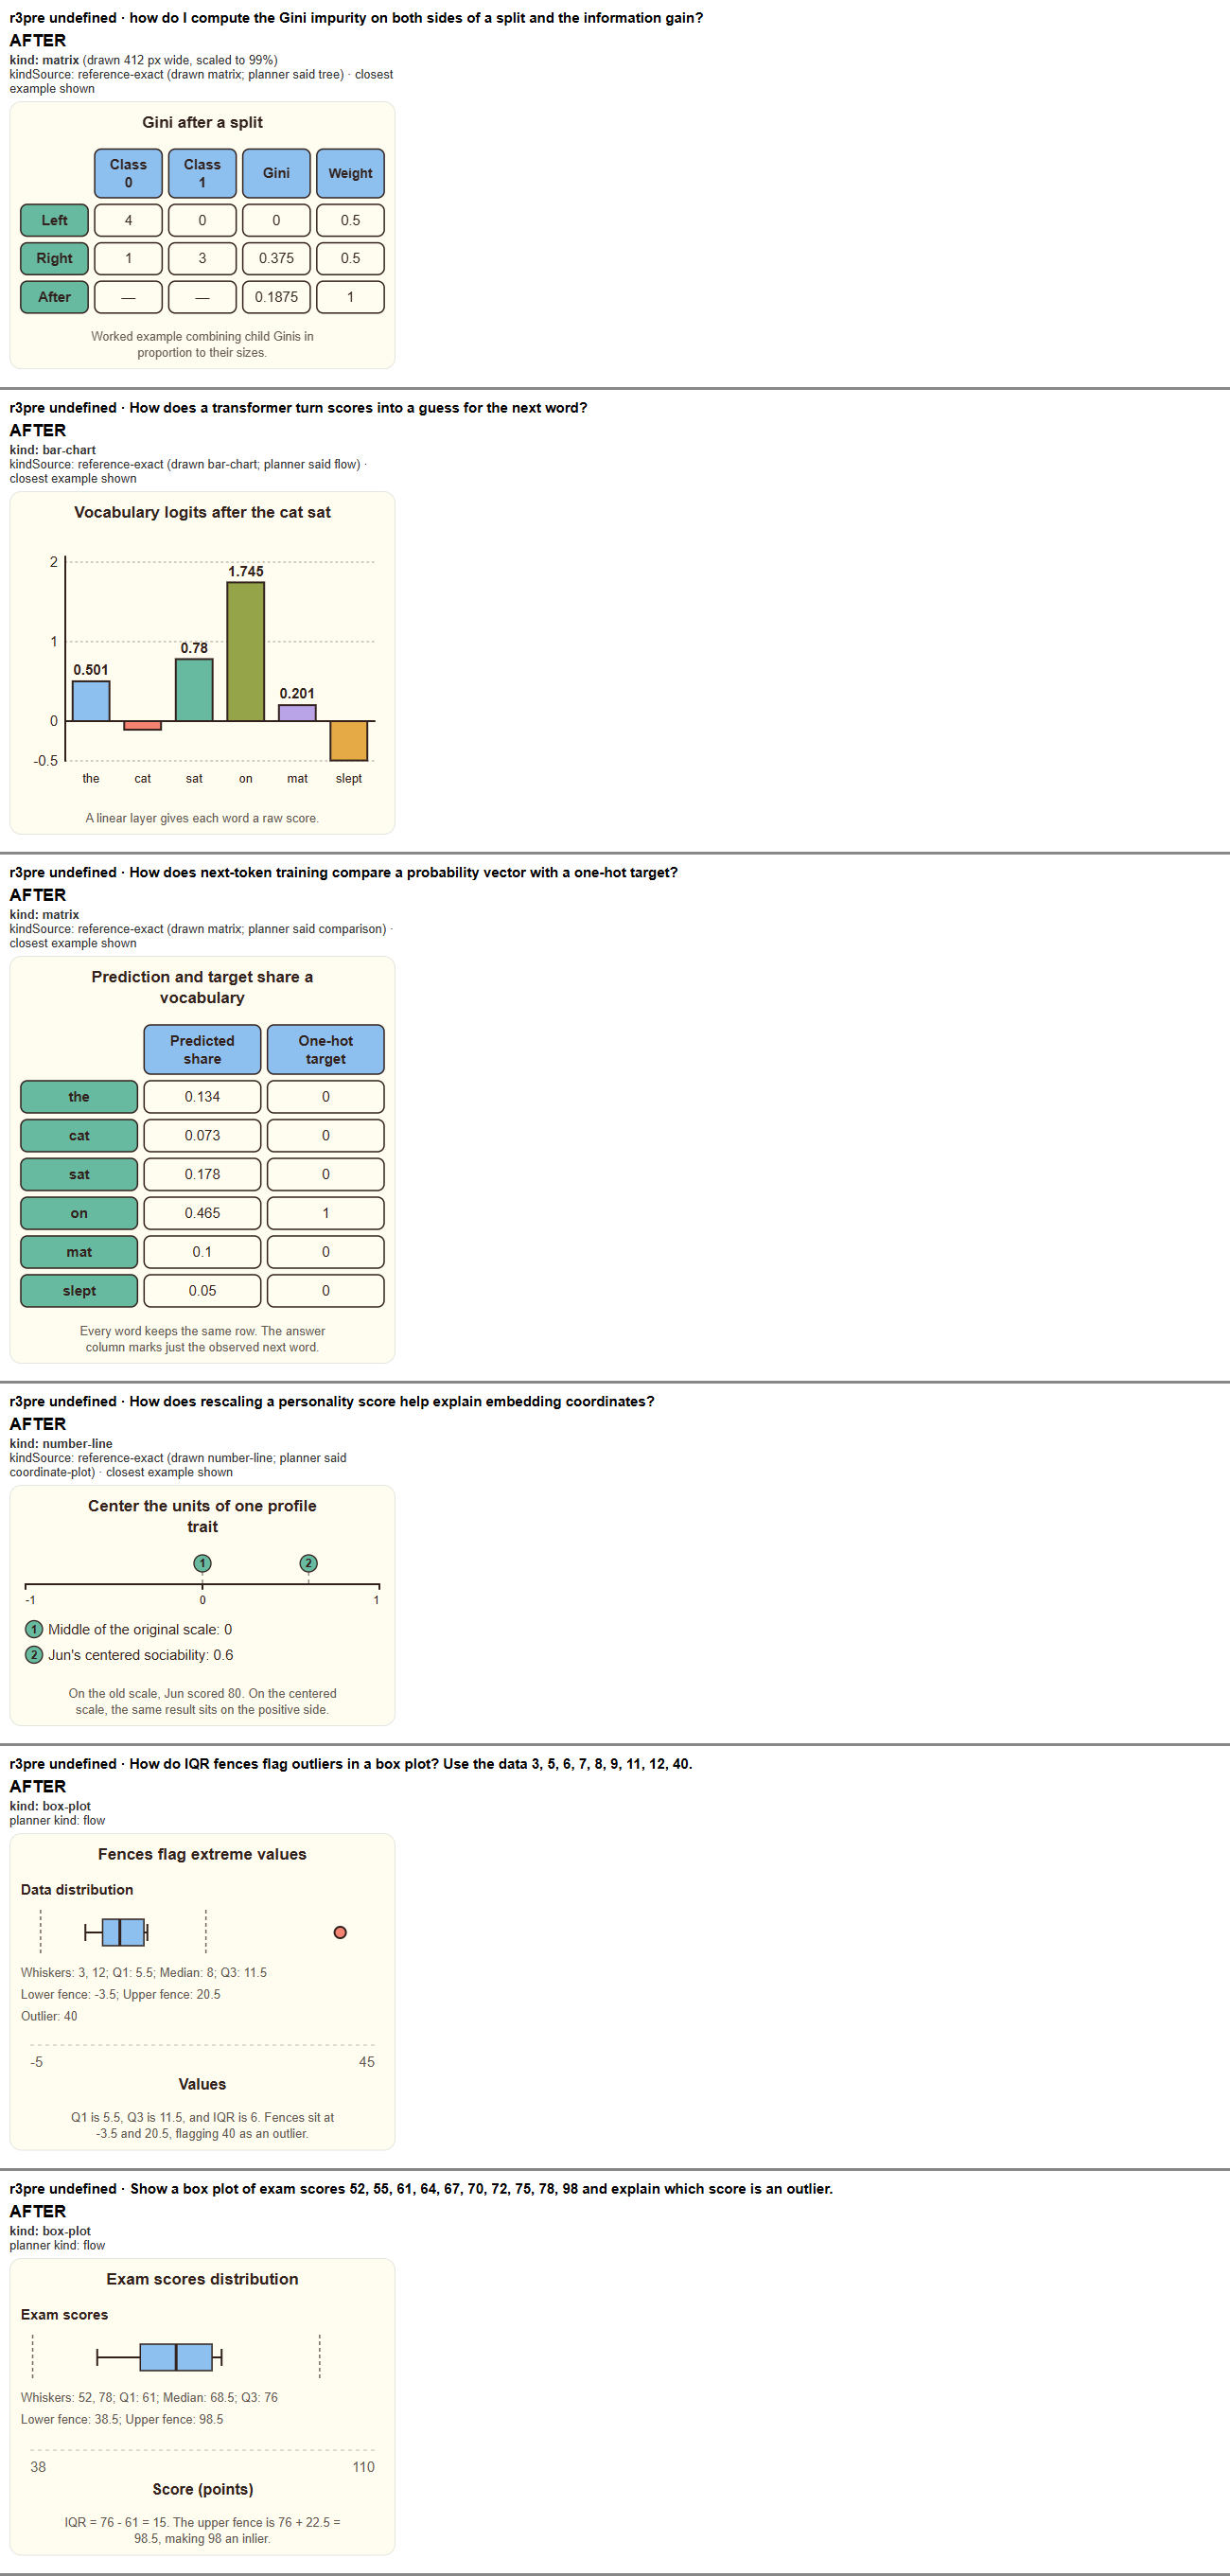 r3pre undefined · how do I compute the Gini impurity on both sides of a split and the information gain?
AFTER
kind: matrix (drawn 412 px wide, scaled to 99%)
kindSource: reference-exact (drawn matrix; planner said tree) · closest
example shown
Gini after a split
Class 0 Class 1 Gini Weight
Left 4 0 0 0.5
Right 1 3 0.375 0.5
After — — 0.1875 1
Worked example combining child Ginis in
proportion to their sizes.
r3pre undefined · How does a transformer turn scores into a guess for the next word?
AFTER
kind: bar-chart
kindSource: reference-exact (drawn bar-chart; planner said flow) ·
closest example shown
Vocabulary logits after the cat sat
2
1.745
1
0.78
0.501
0.201
0
-0.5
the cat sat on mat slept
A linear layer gives each word a raw score.
r3pre undefined · How does next-token training compare a probability vector with a one-hot target?
AFTER
kind: matrix
kindSource: reference-exact (drawn matrix; planner said comparison) ·
closest example shown
Prediction and target share a
vocabulary
Predicted share One-hot target
the 0.134 0
cat 0.073 0
sat 0.178 0
on 0.465 1
mat 0.1 0
slept 0.05 0
Every word keeps the same row. The answer
column marks just the observed next word.
r3pre undefined · How does rescaling a personality score help explain embedding coordinates?
AFTER
kind: number-line
kindSource: reference-exact (drawn number-line; planner said
coordinate-plot) · closest example shown
Center the units of one profile
trait
1 2
-1 0 1
1 Middle of the original scale: 0
2 Jun's centered sociability: 0.6
On the old scale, Jun scored 80. On the centered
scale, the same result sits on the positive side.
r3pre undefined · How do IQR fences flag outliers in a box plot? Use the data 3, 5, 6, 7, 8, 9, 11, 12, 40.
AFTER
kind: box-plot
planner kind: flow
Fences flag extreme values
Data distribution
Whiskers: 3, 12; Q1: 5.5; Median: 8; Q3: 11.5
Lower fence: -3.5; Upper fence: 20.5
Outlier: 40
-5 45
Values
Q1 is 5.5, Q3 is 11.5, and IQR is 6. Fences sit at
-3.5 and 20.5, flagging 40 as an outlier.
r3pre undefined · Show a box plot of exam scores 52, 55, 61, 64, 67, 70, 72, 75, 78, 98 and explain which score is an outlier.
AFTER
kind: box-plot
planner kind: flow
Exam scores distribution
Exam scores
Whiskers: 52, 78; Q1: 61; Median: 68.5; Q3: 76
Lower fence: 38.5; Upper fence: 98.5
38 110
Score (points)
IQR = 76 - 61 = 15. The upper fence is 76 + 22.5 =
98.5, making 98 an inlier.